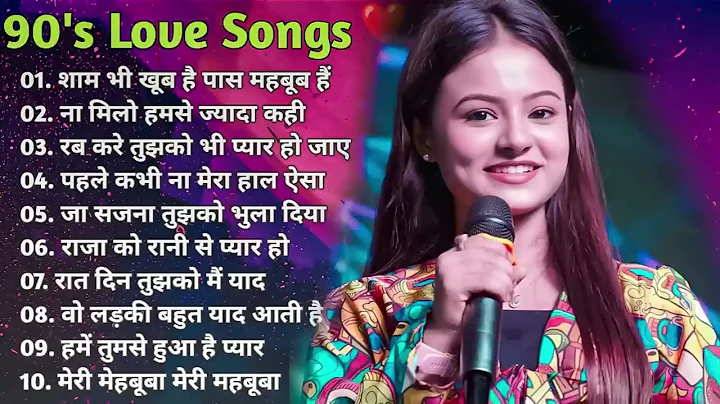 90's Love Songs
01. शाम भी खूब है पास महबूब हैं
02. ना मिलो हमसे ज्यादा कही
03. रब करे तुझको भी प्यार हो जाए
04. पहले कभी ना मेरा हाल ऐसा
05. जा सजना तुझको भुला दिया
06. राजा को रानी से प्यार हो
07. रात दिन तुझको मैं याद
08. वो लड़की बहुत याद आती है
09. हमें तुमसे हुआ है प्यार
10. मेरी मेहबूबा मेरी महबूबा